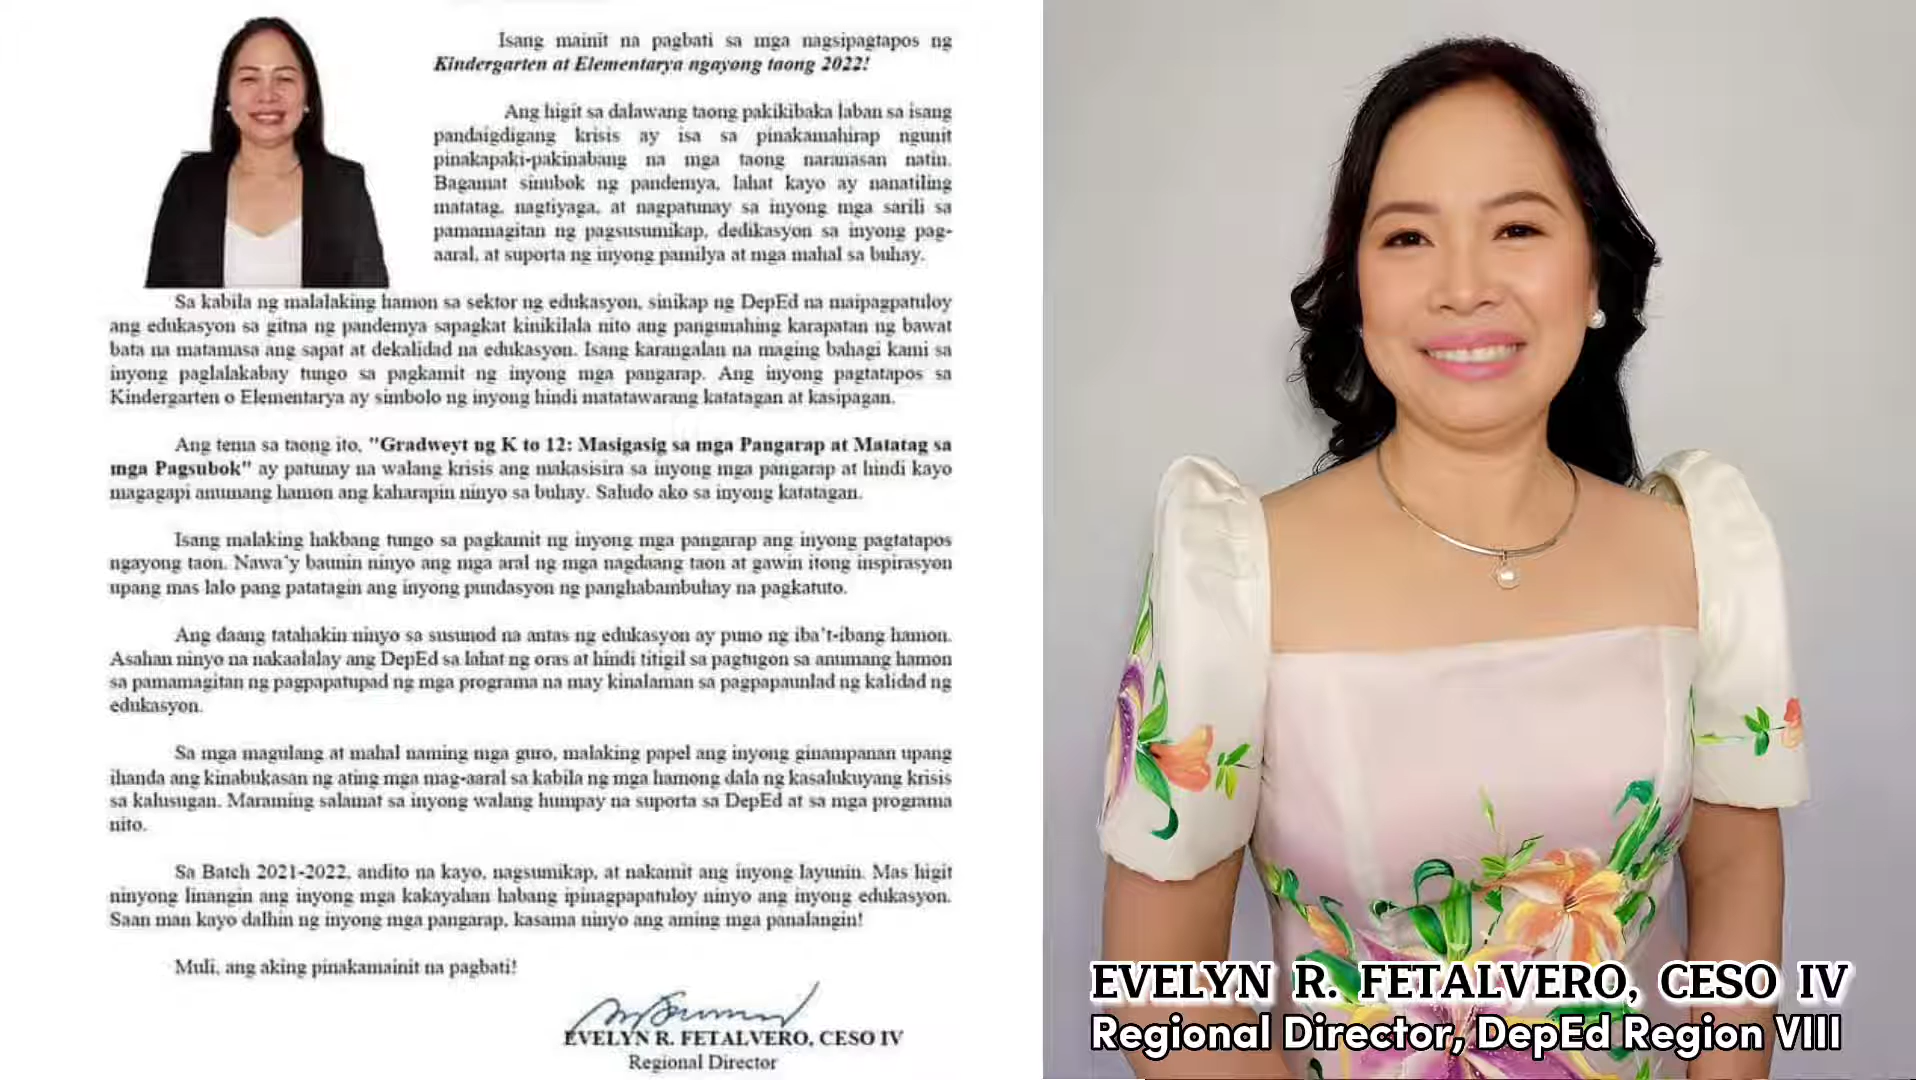 Isang mainit na pagbati sa mga nagsipagtapos ng
Kindergarten at Elementarya ngayong taong 2022!
Ang higit sa dalawang taong pakikibaka laban sa isang
pandaigdigang krisis ay isa sa pinakamahirap ngunit
pinakapaki-pakinabang na mga taong naranasan natin.
Bagamat sinubok ng pandemya, lahat kayo ay nanatiling
matatag, nagtiyaga, at nagpatunay sa inyong mga sarili sa
pamamagitan ng pagsusumikap, dedikasyon sa inyong pag-
aaral, at suporta ng inyong pamilya at mga mahal sa buhay.
Sa kabila ng malalaking hamon sa sektor ng edukasyon, sinikap ng DepEd na maipagpatuloy
ang edukasyon sa gitna ng pandemya sapagkat kinikilala nito ang pangunahing karapatan ng bawat
bata na matamasa ang sapat at dekalidad na edukasyon. Isang karangalan na maging bahagi kami sa
inyong paglalakabay tungo sa pagkamit ng inyong mga pangarap. Ang inyong pagtatapos sa
Kindergarten o Elementarya ay simbolo ng inyong hindi matatawarang katatagan at kasipagan.
Ang tema sa taong ito, "Gradweyt ng K to 12: Masigasig sa mga Pangarap at Matatag sa
mga Pagsubok" ay patunay na walang krisis ang makasisira sa inyong mga pangarap at hindi kayo
magagapi anumang hamon ang kaharapin ninyo sa buhay. Saludo ako sa inyong katatagan.
Isang malaking hakbang tungo sa pagkamit ng inyong mga pangarap ang inyong pagtatapos
ngayong taon. Nawa'y baunin ninyo ang mga aral ng mga nagdaang taon at gawin itong inspirasyon
upang mas lalo pang patatagin ang inyong pundasyon ng panghabambuhay na pagkatuto.
Ang daang tatahakin ninyo sa susunod na antas ng edukasyon ay puno ng iba't-ibang hamon.
Asahan ninyo na nakaalalay ang DepEd sa lahat ng oras at hindi titigil sa pagtugon sa anumang hamon
sa pamamagitan ng pagpapatupad ng mga programa na may kinalaman sa pagpapaunlad ng kalidad ng
edukasyon.
Sa mga magulang at mahal naming mga guro, malaking papel ang inyong ginampanan upang
ihanda ang kinabukasan ng ating mga mag-aaral sa kabila ng mga hamong dala ng kasalukuyang krisis
sa kalusugan. Maraming salamat sa inyong walang humpay na suporta sa DepEd at sa mga programa
nito.
Sa Batch 2021-2022, andito na kayo, nagsumikap, at nakamit ang inyong layunin. Mas higit
ninyong linangin ang inyong mga kakayahan habang ipinagpapatuloy ninyo ang inyong edukasyon.
Saan man kayo dalhin ng inyong mga pangarap, kasama ninyo ang aming mga panalangin!
Muli, ang aking pinakamainit na pagbati!
EVELYN R. FETALVERO, CESO IV
Regional Director
EVELYN R. FETALVERO, CESO IV
Regional Director, DepEd Region VIII